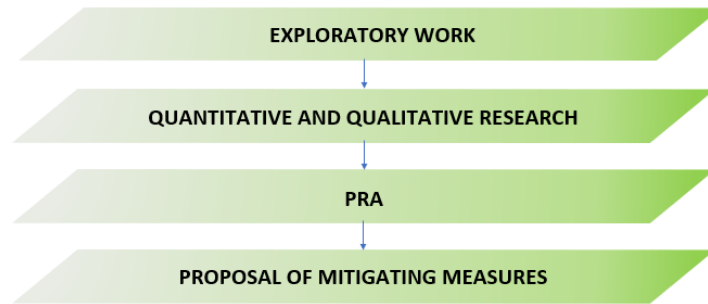 EXPLORATORY WORK
QUANTITATIVE AND QUALITATIVE RESEARCH
PRA
PROPOSAL OF MITIGATING MEASURES